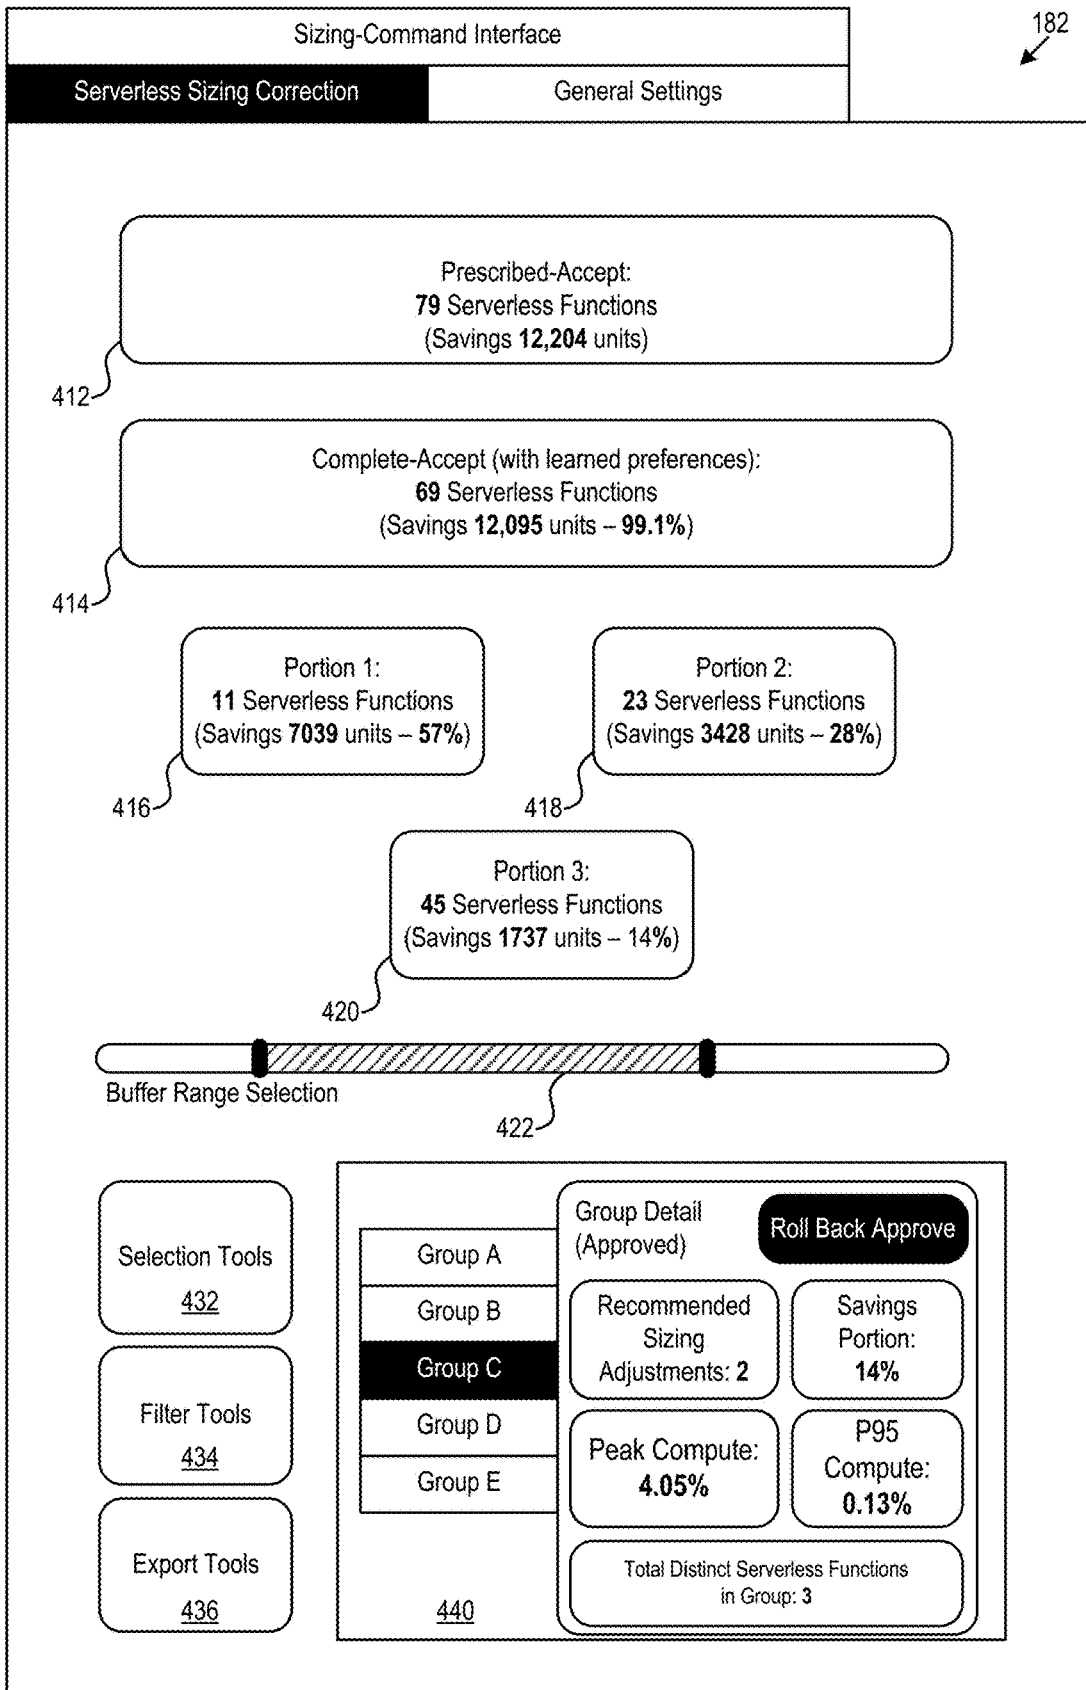 Sizing-Command Interface
182
Serverless Sizing Correction
General Settings
Prescribed-Accept:
79 Serverless Functions
(Savings 12,204 units)
412
Complete-Accept (with learned preferences):
69 Serverless Functions
(Savings 12,095 units – 99.1%)
414
Portion 1:
11 Serverless Functions
(Savings 7039 units – 57%)
416
Portion 2:
23 Serverless Functions
(Savings 3428 units – 28%)
418
Portion 3:
45 Serverless Functions
(Savings 1737 units – 14%)
420
Buffer Range Selection
422
Selection Tools
432
Filter Tools
434
Export Tools
436
Group A
Group B
Group C
Group D
Group E
440
Group Detail
(Approved)
Roll Back Approve
Recommended
Sizing
Adjustments: 2
Savings
Portion:
14%
Peak Compute:
4.05%
P95
Compute:
0.13%
Total Distinct Serverless Functions
in Group: 3